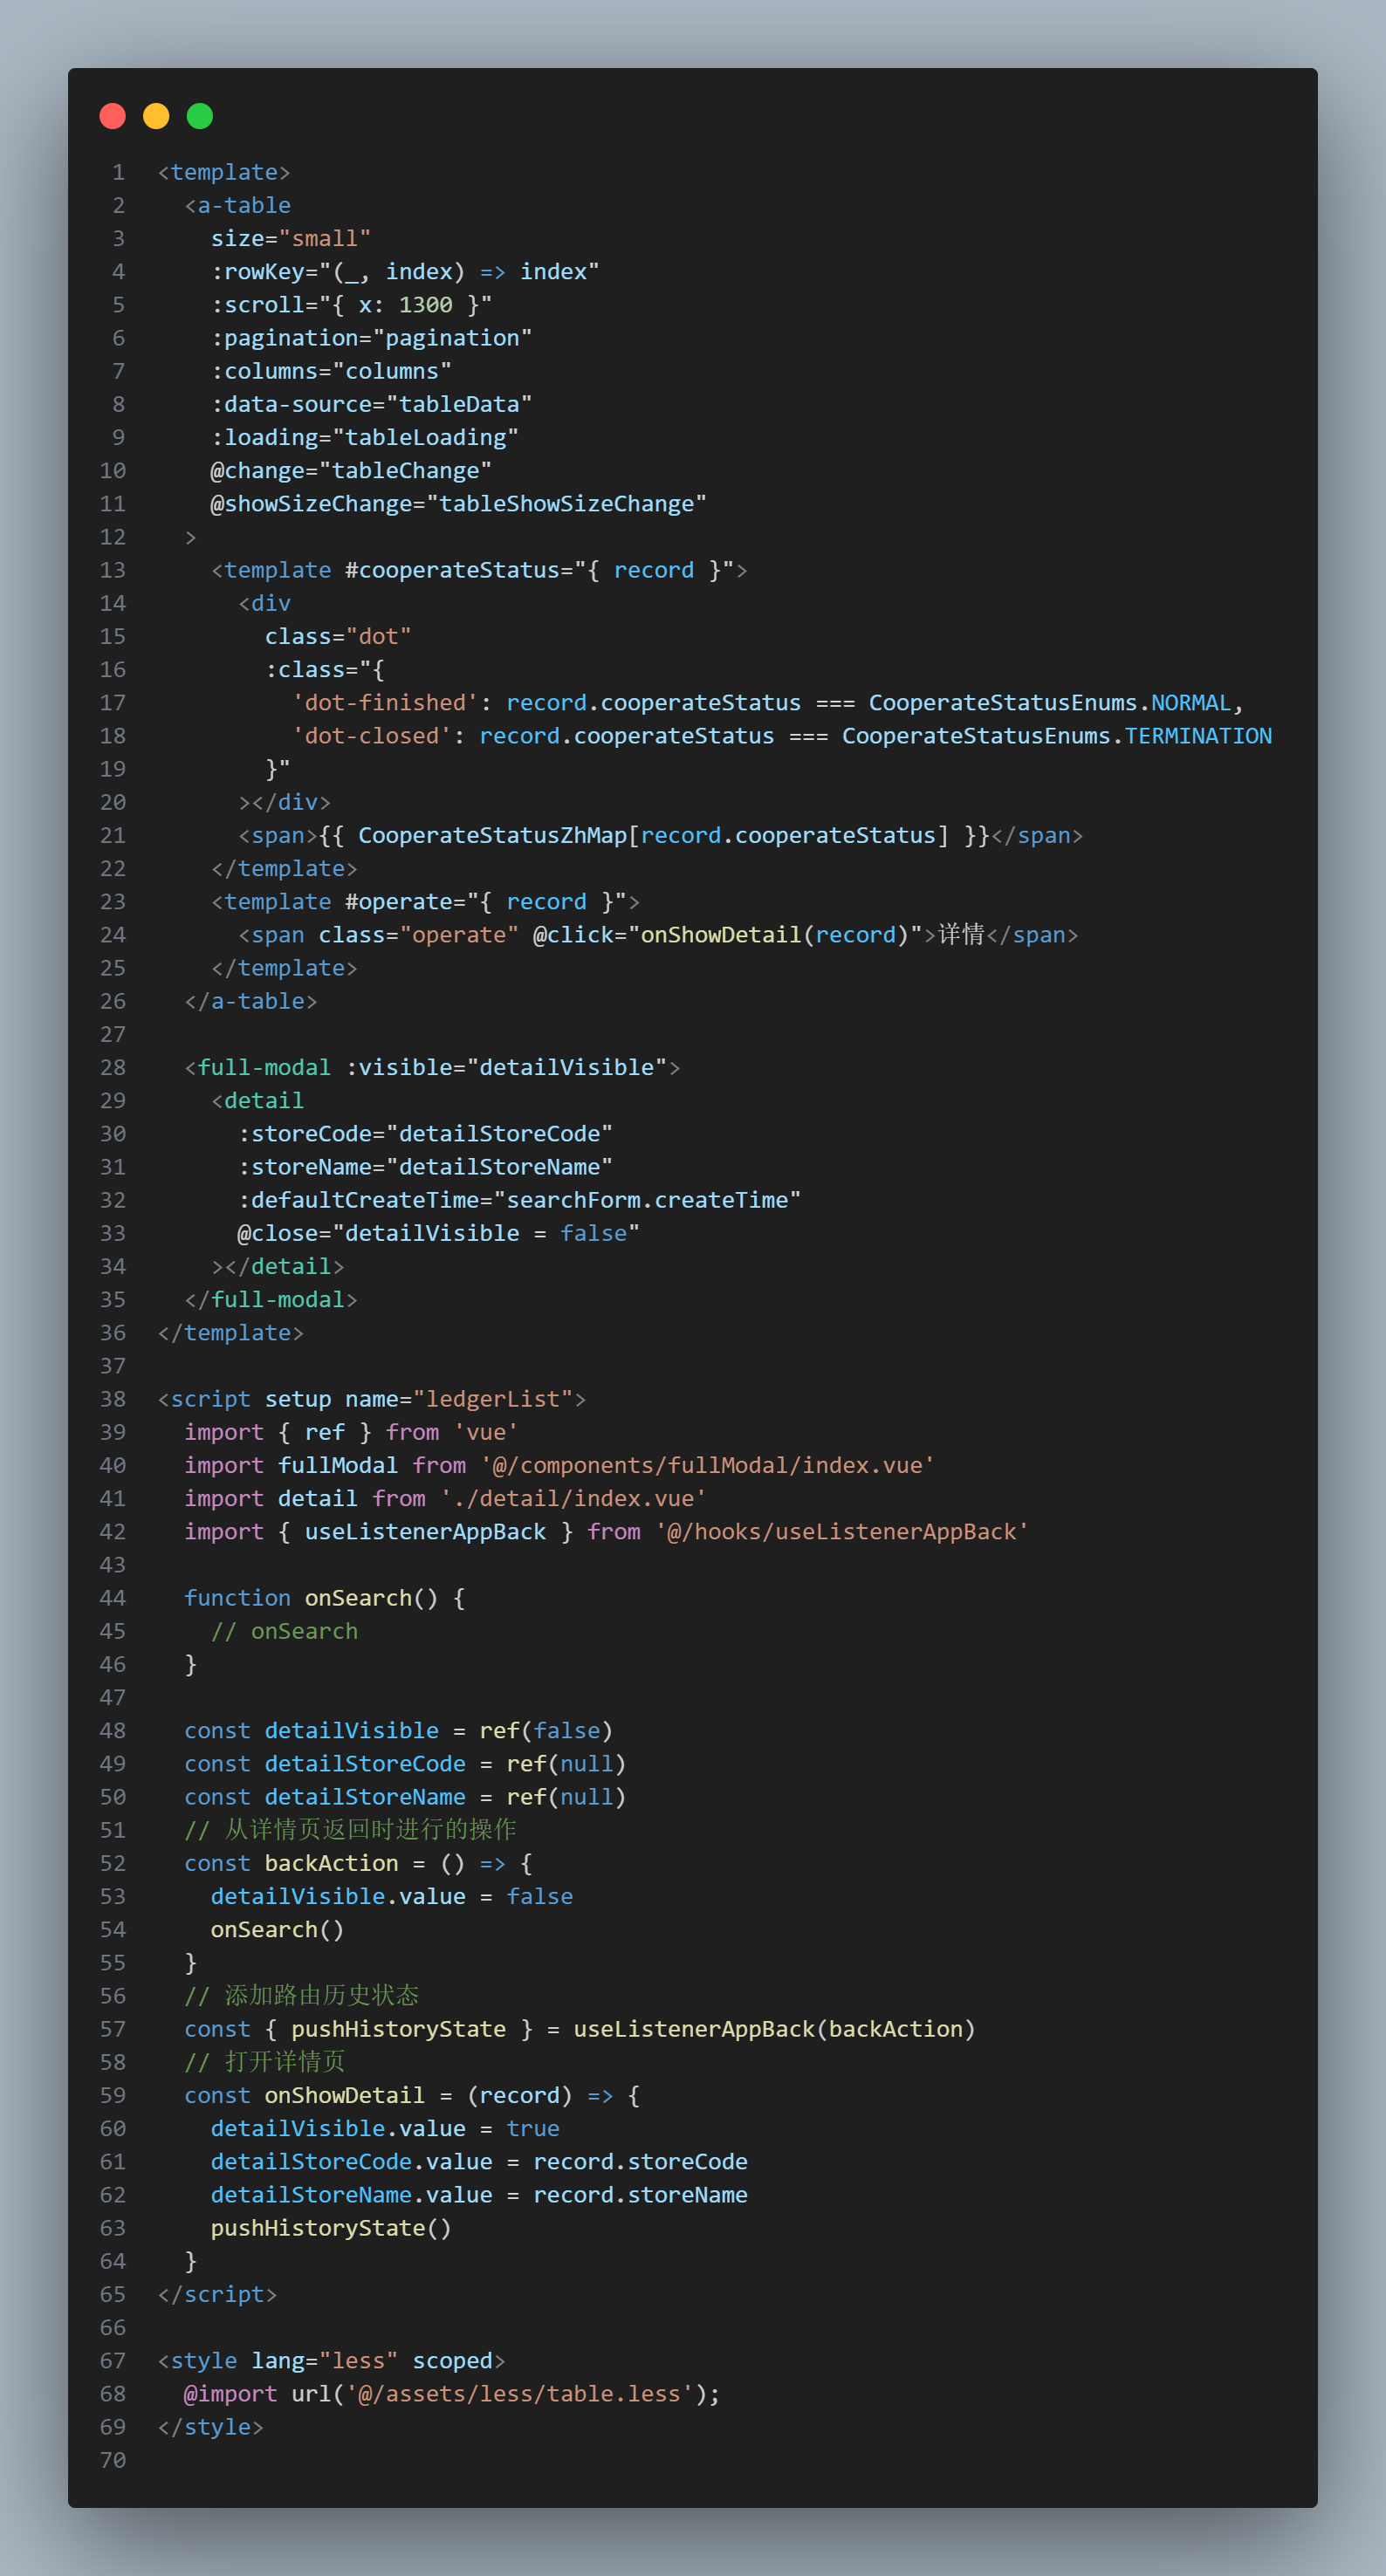 1 <template>
2   <a-table
3     size="small"
4     :rowKey="(_, index) => index"
5     :scroll="{ x: 1300 }"
6     :pagination="pagination"
7     :columns="columns"
8     :data-source="tableData"
9     :loading="tableLoading"
10     @change="tableChange"
11     @showSizeChange="tableShowSizeChange"
12   >
13     <template #cooperateStatus="{ record }">
14       <div
15         class="dot"
16         :class="{
17           'dot-finished': record.cooperateStatus === CooperateStatusEnums.NORMAL,
18           'dot-closed': record.cooperateStatus === CooperateStatusEnums.TERMINATION
19         }"
20       ></div>
21       <span>{{ CooperateStatusZhMap[record.cooperateStatus] }}</span>
22     </template>
23     <template #operate="{ record }">
24       <span class="operate" @click="onShowDetail(record)">详情</span>
25     </template>
26   </a-table>
27
28   <full-modal :visible="detailVisible">
29     <detail
30       :storeCode="detailStoreCode"
31       :storeName="detailStoreName"
32       :defaultCreateTime="searchForm.createTime"
33       @close="detailVisible = false"
34     ></detail>
35   </full-modal>
36 </template>
37
38 <script setup name="ledgerList">
39   import { ref } from 'vue'
40   import fullModal from '@/components/fullModal/index.vue'
41   import detail from './detail/index.vue'
42   import { useListenerAppBack } from '@/hooks/useListenerAppBack'
43
44   function onSearch() {
45     // onSearch
46   }
47
48   const detailVisible = ref(false)
49   const detailStoreCode = ref(null)
50   const detailStoreName = ref(null)
51   // 从详情页返回时进行的操作
52   const backAction = () => {
53     detailVisible.value = false
54     onSearch()
55   }
56   // 添加路由历史状态
57   const { pushHistoryState } = useListenerAppBack(backAction)
58   // 打开详情页
59   const onShowDetail = (record) => {
60     detailVisible.value = true
61     detailStoreCode.value = record.storeCode
62     detailStoreName.value = record.storeName
63     pushHistoryState()
64   }
65 </script>
66
67 <style lang="less" scoped>
68   @import url('@/assets/less/table.less');
69 </style>
70